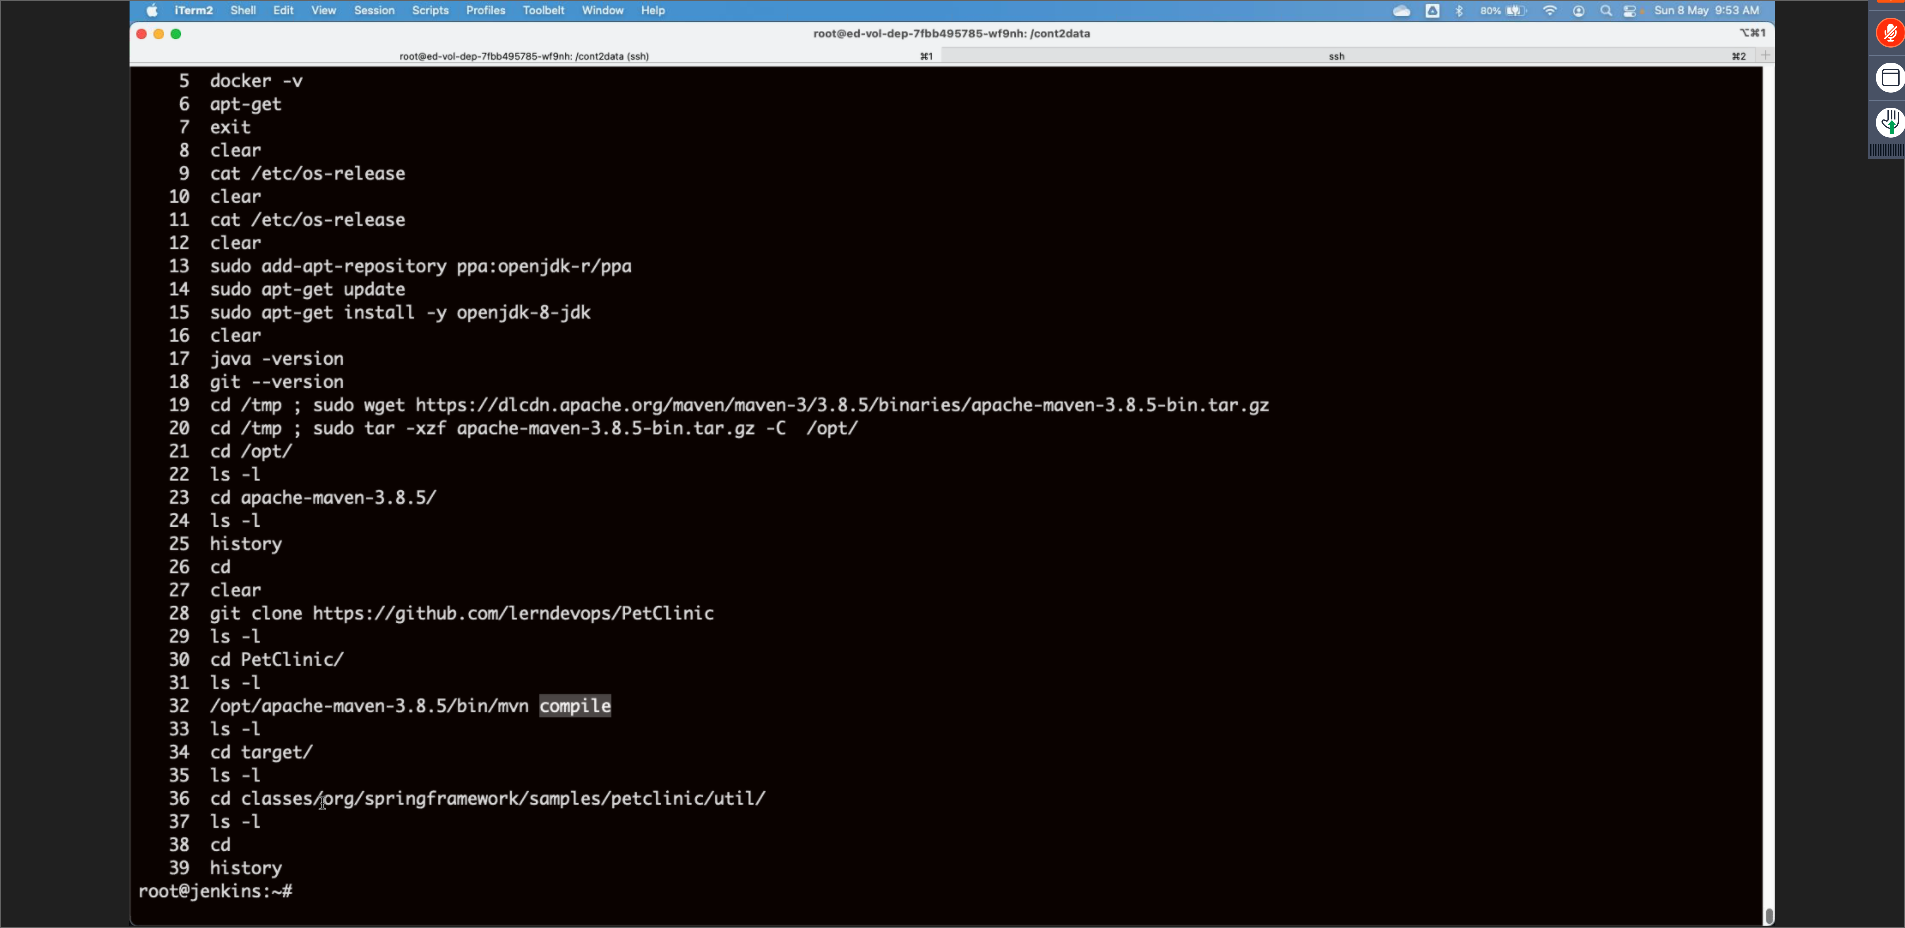 iTerm2 Shell Edit View Session Scripts Profiles Toolbelt Window Help 80% Sun 8 May 9:53 AM
root@ed-vol-dep-7fbb495785-wf9nh: /cont2data ⌥⌘1
root@ed-vol-dep-7fbb495785-wf9nh: /cont2data (ssh) ⌘1 ssh ⌘2
5 docker -v
6 apt-get
7 exit
8 clear
9 cat /etc/os-release
10 clear
11 cat /etc/os-release
12 clear
13 sudo add-apt-repository ppa:openjdk-r/ppa
14 sudo apt-get update
15 sudo apt-get install -y openjdk-8-jdk
16 clear
17 java -version
18 git --version
19 cd /tmp ; sudo wget https://dlcdn.apache.org/maven/maven-3/3.8.5/binaries/apache-maven-3.8.5-bin.tar.gz
20 cd /tmp ; sudo tar -xzf apache-maven-3.8.5-bin.tar.gz -C  /opt/
21 cd /opt/
22 ls -l
23 cd apache-maven-3.8.5/
24 ls -l
25 history
26 cd
27 clear
28 git clone https://github.com/lerndevops/PetClinic
29 ls -l
30 cd PetClinic/
31 ls -l
32 /opt/apache-maven-3.8.5/bin/mvn compile
33 ls -l
34 cd target/
35 ls -l
36 cd classes/org/springframework/samples/petclinic/util/
37 ls -l
38 cd
39 history
root@jenkins:~#